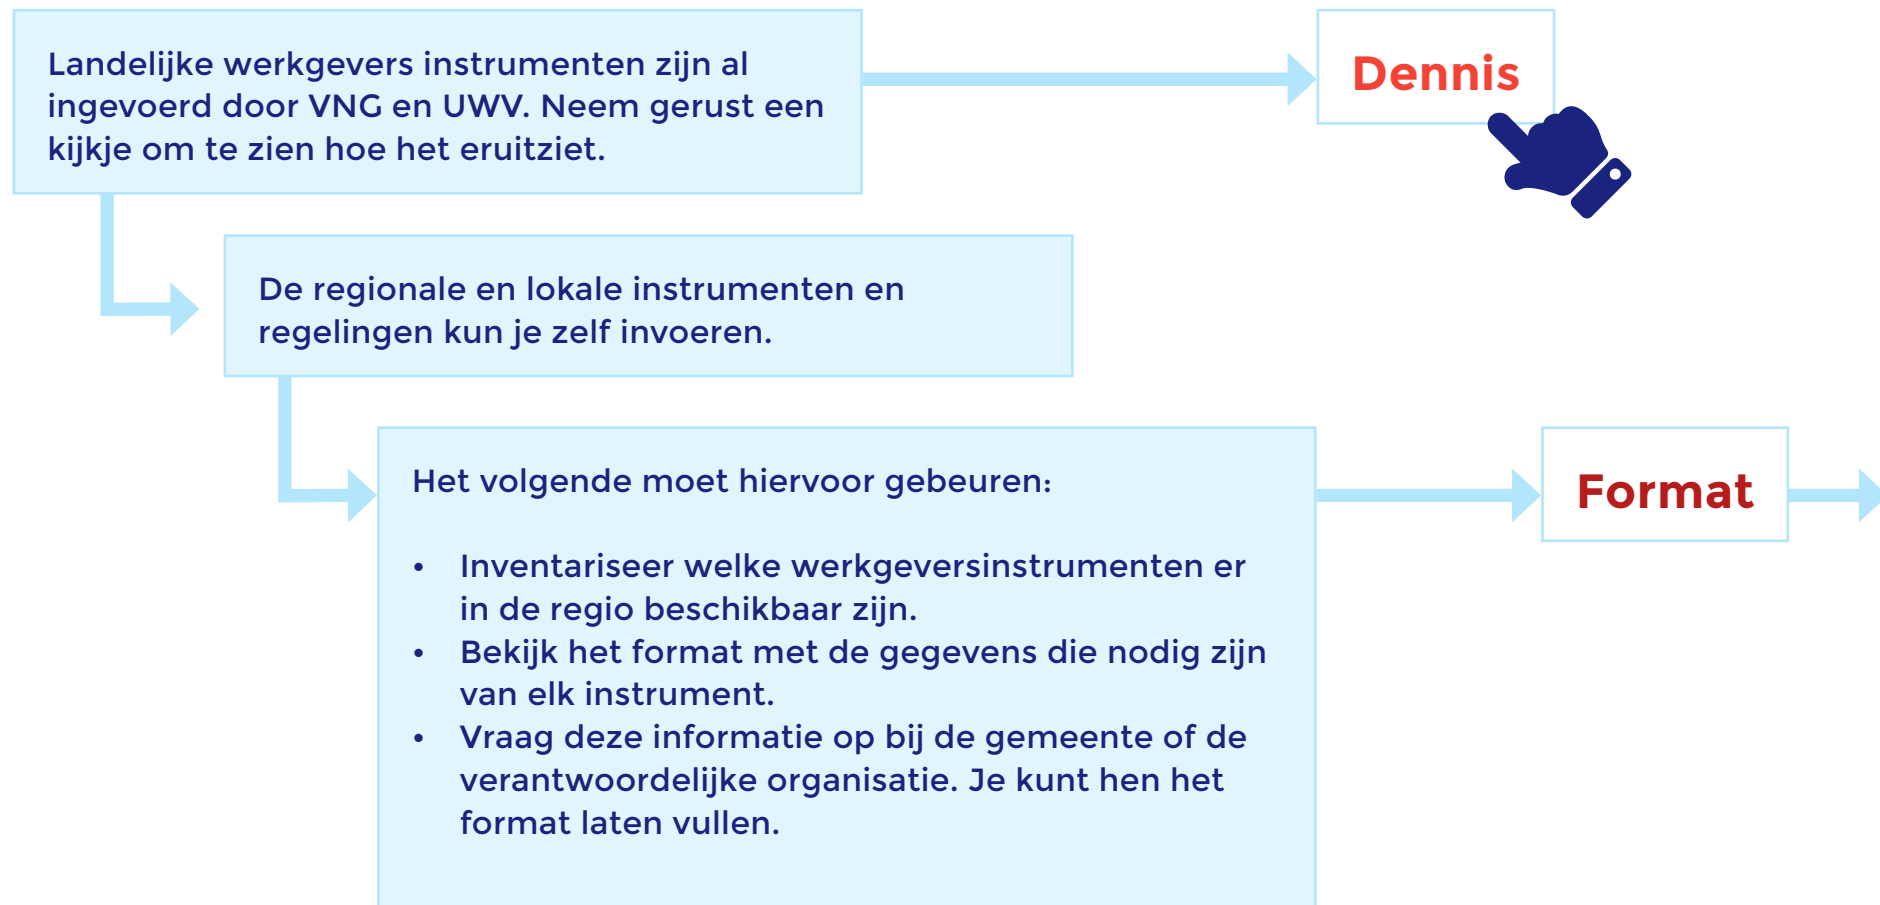 Landelijke werkgevers instrumenten zijn al
ingevoerd door VNG en UWV. Neem gerust een
kijkje om te zien hoe het eruitziet.
Dennis
De regionale en lokale instrumenten en
regelingen kun je zelf invoeren.
Het volgende moet hiervoor gebeuren:
• Inventariseer welke werkgeversinstrumenten er
in de regio beschikbaar zijn.
• Bekijk het format met de gegevens die nodig zijn
van elk instrument.
• Vraag deze informatie op bij de gemeente of de
verantwoordelijke organisatie. Je kunt hen het
format laten vullen.
Format